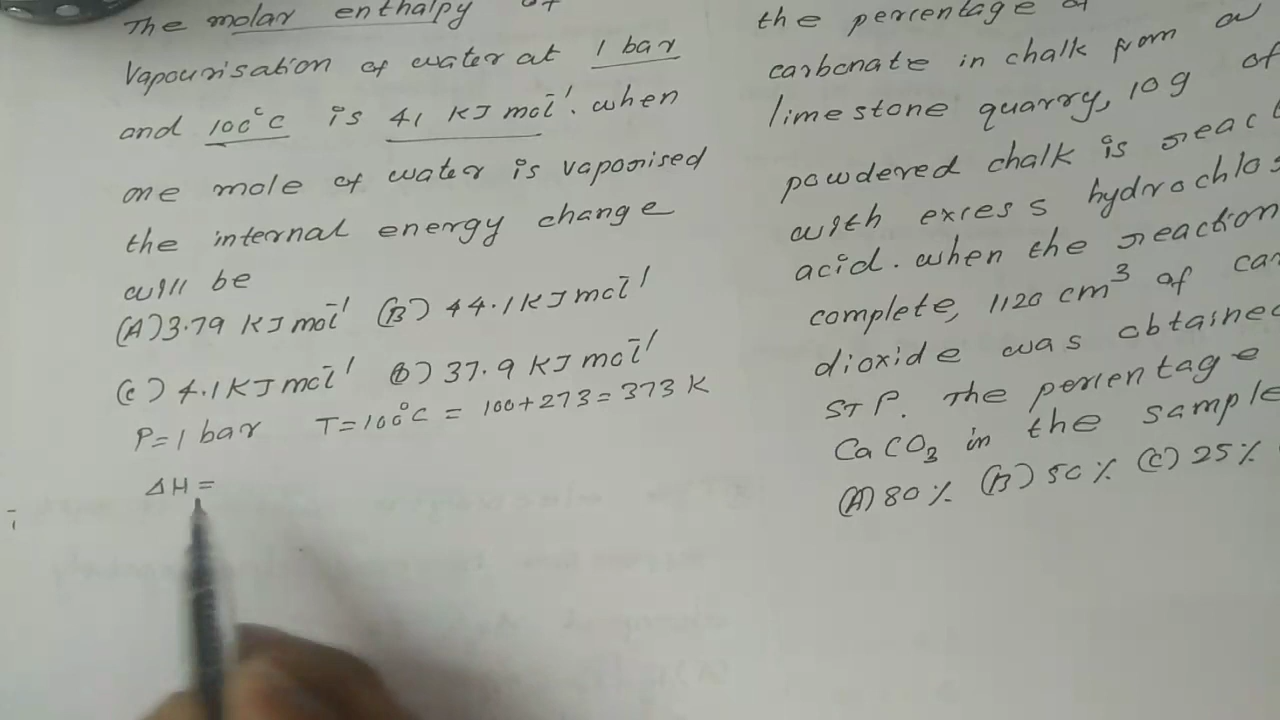 The molar enthalpy of
Vapourisation of water at 1 bar
and 100°C is 41 KJ mol⁻¹. when
one mole of water is vaporised
the internal energy change
will be
(A) 3.79 KJ mol⁻¹ (B) 44.1 KJ mol⁻¹
(C) 4.1 KJ mol⁻¹ (D) 37.9 KJ mol⁻¹
P = 1 bar T = 100°C = 100 + 273 = 373 K
ΔH =
the percentage of
carbonate in chalk from a
limestone quarry, 10g of
powdered chalk is
with excess
acid. when the reaction
complete, 1120 cm³ of
dioxide was obtained
STP. The percentage
CaCO₃ in the sample
(A) 80% (B) 50% (C) 25%